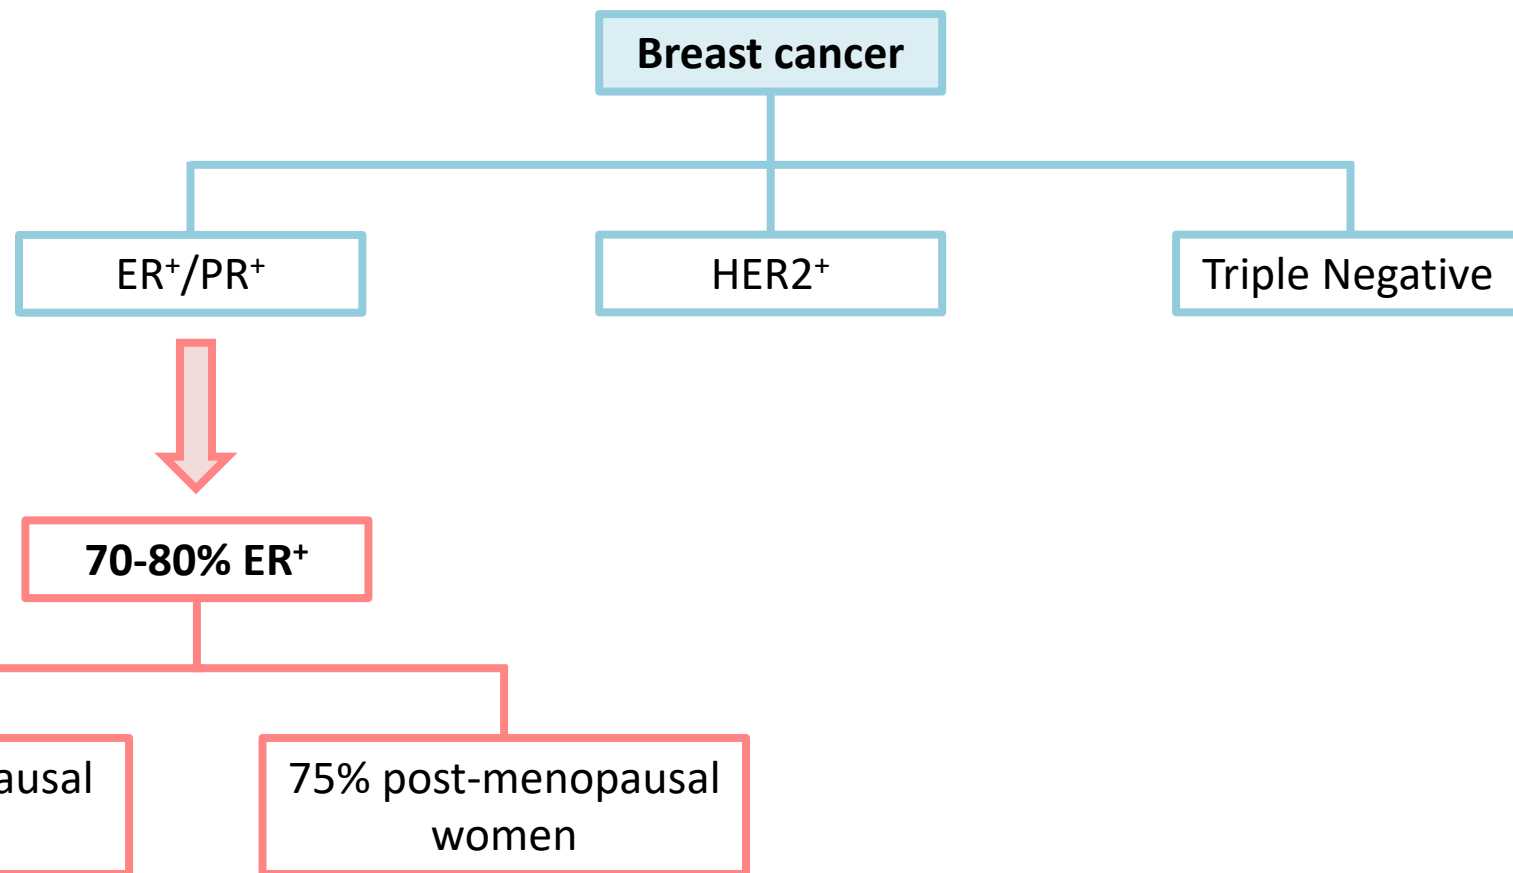 Breast cancer
ER⁺/PR⁺
HER2⁺
Triple Negative
70-80% ER⁺
ausal
75% post-menopausal
women